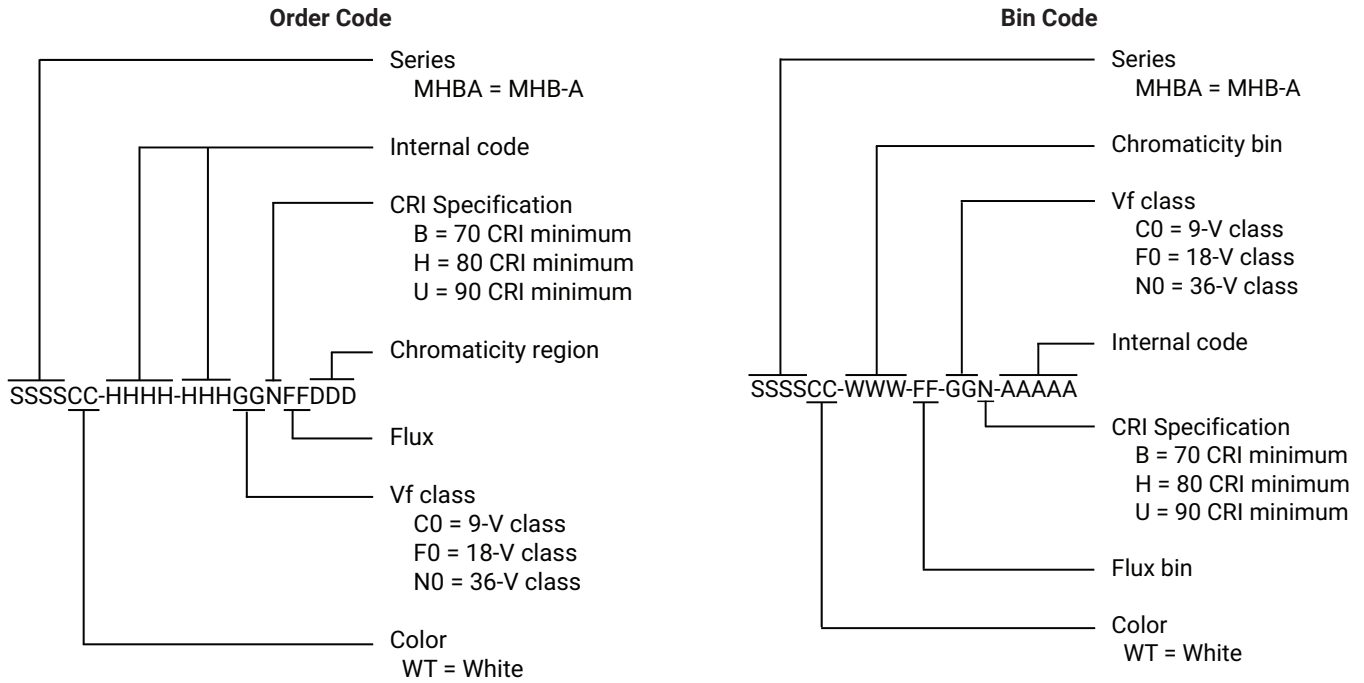 Order Code
Series
MHBA = MHB-A
Internal code
CRI Specification
B = 70 CRI minimum
H = 80 CRI minimum
U = 90 CRI minimum
Chromaticity region
SSSSCC-HHHH-HHHGGNFFDDD
Flux
Vf class
C0 = 9-V class
F0 = 18-V class
N0 = 36-V class
Color
WT = White
Bin Code
Series
MHBA = MHB-A
Chromaticity bin
Vf class
C0 = 9-V class
F0 = 18-V class
N0 = 36-V class
Internal code
SSSSCC-WWW-FF-GGN-AAAAA
CRI Specification
B = 70 CRI minimum
H = 80 CRI minimum
U = 90 CRI minimum
Flux bin
Color
WT = White